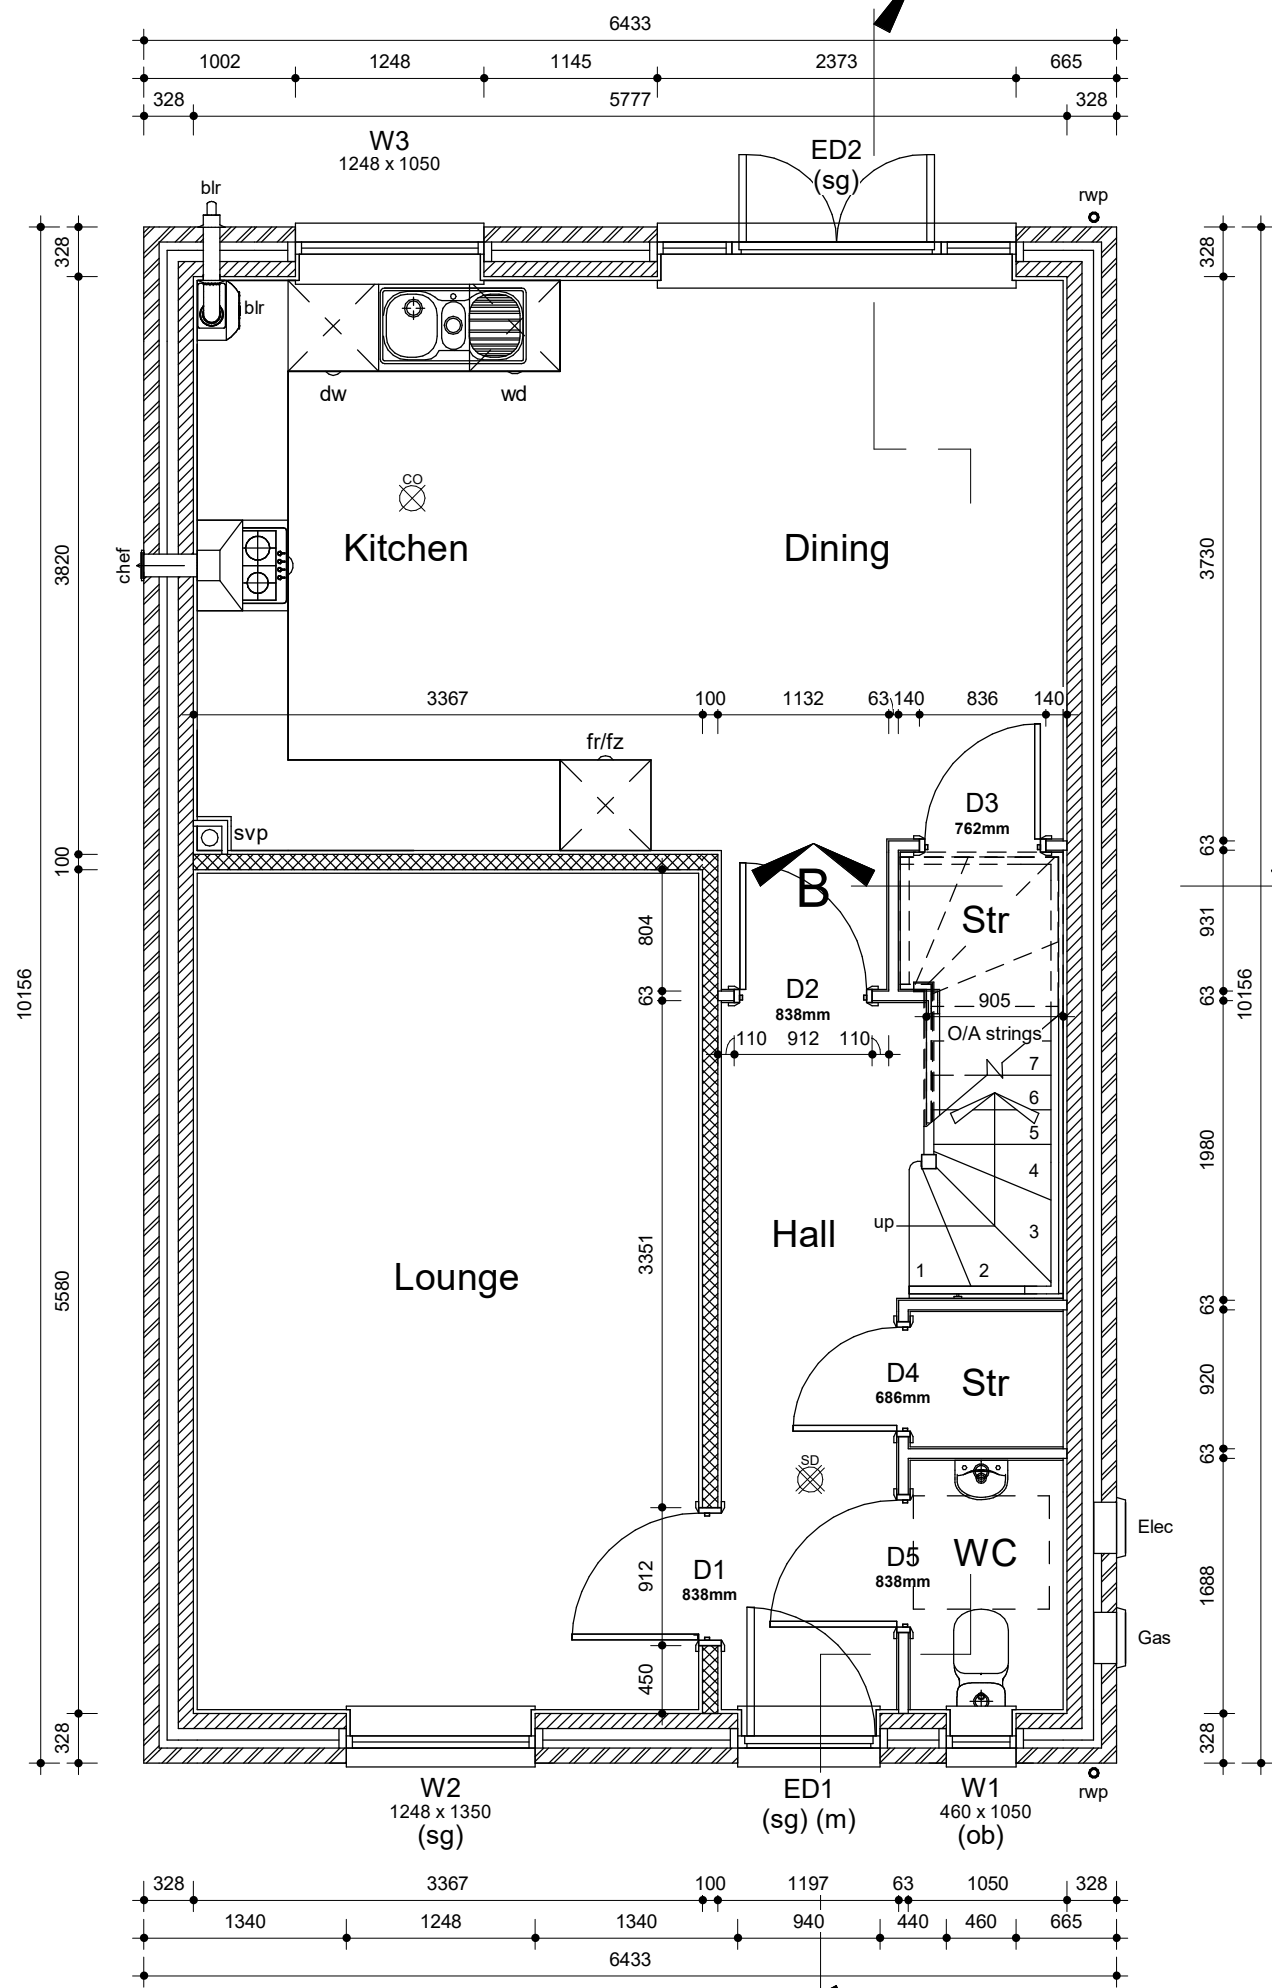 6433
1002 1248 1145 2373 665
328 5777 328
W3
1248 x 1050
ED2
(sg)
blr
rwp
328
328
blr
dw
wd
CO
Kitchen
Dining
chef
3820
3730
3367 100 1132 63 140 836 140
fr/fz
D3
762mm
svp
100
63
B
804
Str
931
10156
63
D2
838mm
905
63
10156
110 912 110
O/A strings
7
6
5
4
3
2
1
up
1980
Hall
3351
Lounge
5580
63
D4
686mm
Str
920
63
SD
Elec
D5
838mm
WC
D1
838mm
912
1688
Gas
450
328
328
W2
1248 x 1350
(sg)
ED1
(sg) (m)
W1
460 x 1050
(ob)
rwp
328 3367 100 1197 63 1050 328
1340 1248 1340 940 440 460 665
6433